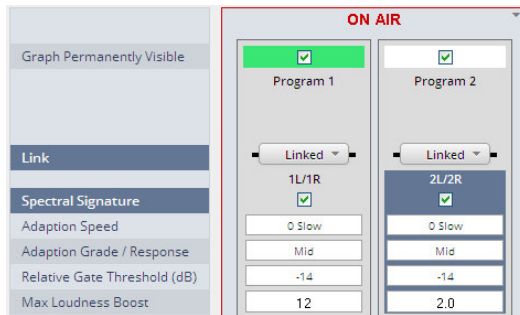 ON AIR
Graph Permanently Visible
Program 1 Program 2
Link Linked Linked
1L/1R 2L/2R
Spectral Signature
Adaption Speed 0 Slow 0 Slow
Adaption Grade / Response Mid Mid
Relative Gate Threshold (dB) -14 -14
Max Loudness Boost 12 2.0